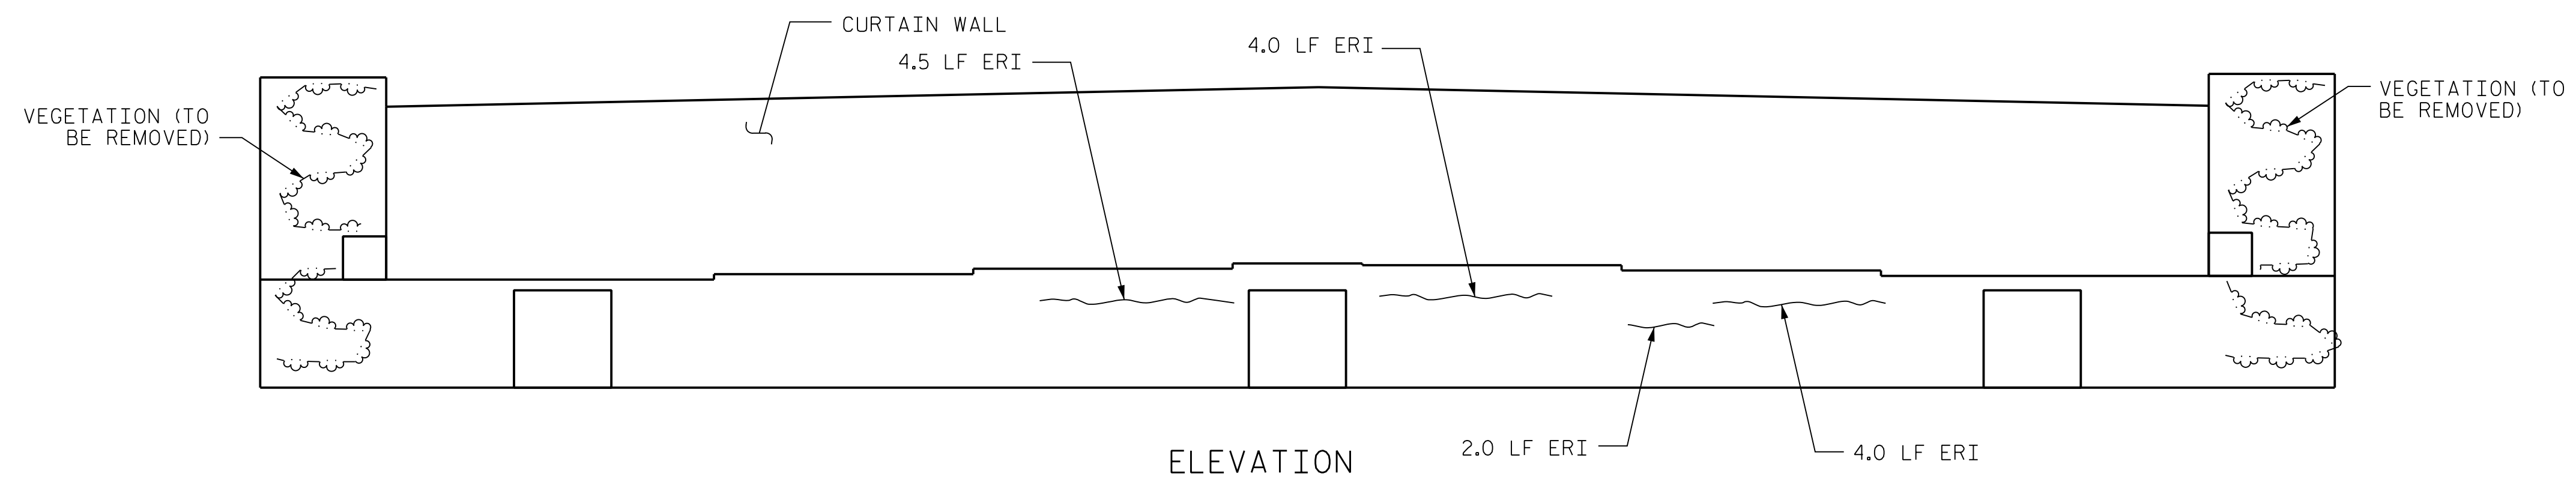 CURTAIN WALL
4.5 LF ERI
4.0 LF ERI
VEGETATION (TO
BE REMOVED)
VEGETATION (TO
BE REMOVED)
2.0 LF ERI
4.0 LF ERI
ELEVATION